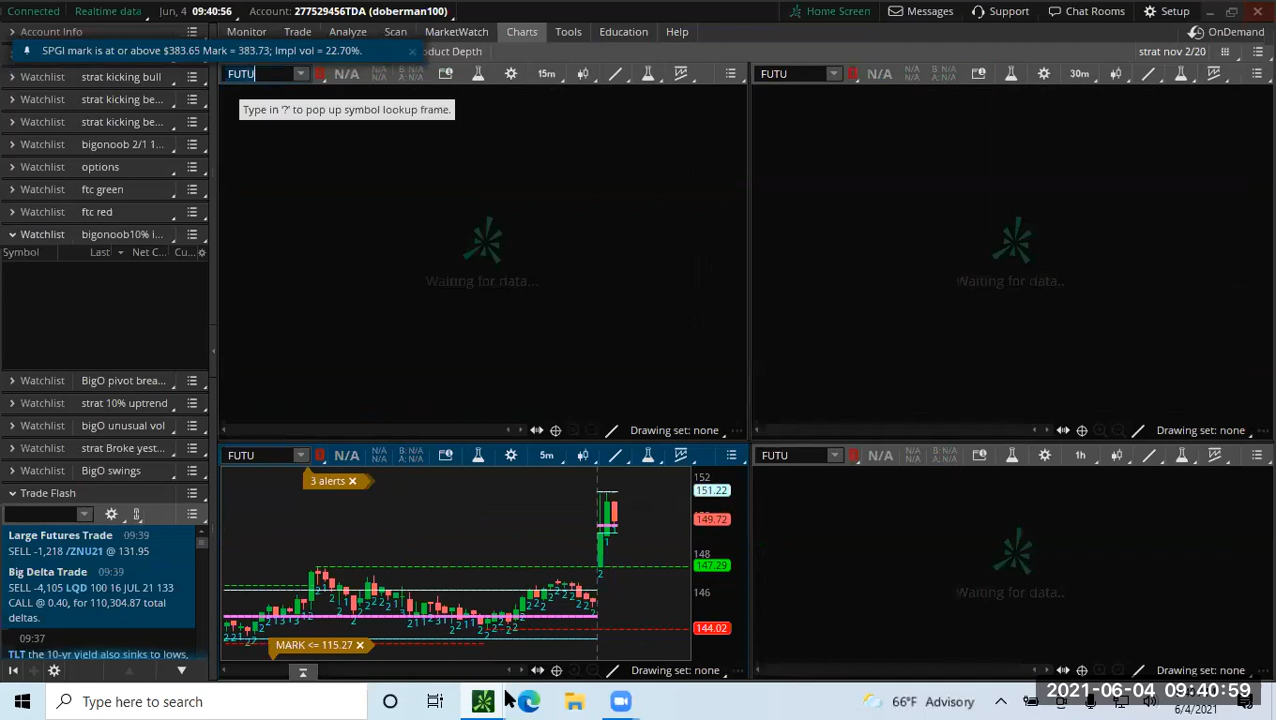 Connected Realtime data Jun, 4 09:40:56 Account: 277529456TDA (doberman100) Home Screen Messages Support Chat Rooms Setup
Account Info Monitor Trade Analyze Scan MarketWatch Charts Tools Education Help OnDemand
SPGI mark is at or above $383.65 Mark = 383.73; Impl vol = 22.70%. oduct Depth strat nov 2/20
Watchlist strat kicking bull FUTU N/A N/A N/A B: N/A A: N/A 15m FUTU N/A N/A N/A B: N/A A: N/A 30m
Watchlist strat kicking be...
Type in '?' to pop up symbol lookup frame.
Watchlist strat kicking be...
Watchlist bigonoob 2/1 1...
Watchlist options
Watchlist ftc green
Watchlist ftc red
Watchlist bigonoob10% i...
Symbol Last Net C... Cu...
Waiting for data... Waiting for data..
Watchlist BigO pivot brea...
Watchlist strat 10% uptrend
Watchlist bigO unusual vol Drawing set: none Drawing set: none
Watchlist strat Broke yest... FUTU N/A N/A N/A B: N/A A: N/A 5m FUTU N/A N/A N/A B: N/A A: N/A 1h
Watchlist BigO swings
3 alerts
152
151.22
149.72
148
147.29
146
144.02
MARK <= 115.27
Trade Flash
Large Futures Trade 09:39
SELL -1,218 /ZNU21 @ 131.95
Big Delta Trade 09:39
SELL -4,105 LQD 100 16 JUL 21 133
CALL @ 0.40, for 110,304.87 total
deltas.
09:37
TLT the 10-yr yield also sinks to lows,
Waiting for data..
Drawing set: none Drawing set: none
Type here to search 66°F Advisory
2021-06-04 09:40:59
6/4/2021